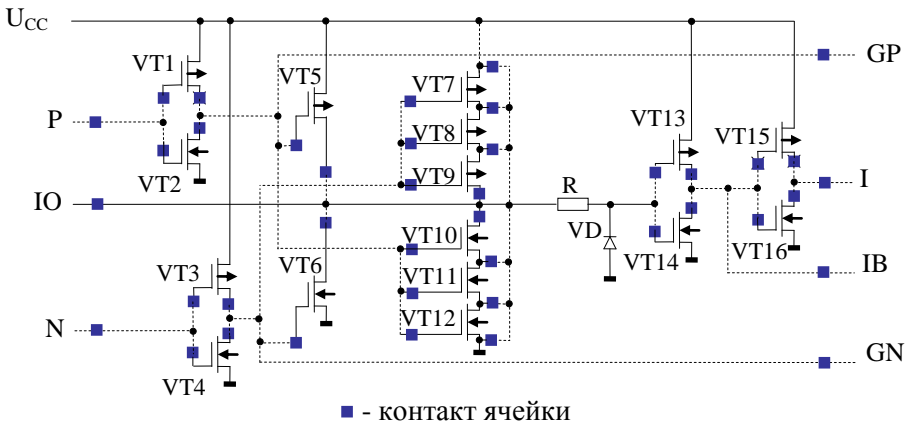 U_CC
GP
VT1
VT5
VT7
P
VT8
VT13
VT15
VT2
VT9
IO
R
I
VT10
VD
VT3
VT6
VT11
VT14
VT16
IB
N
VT12
VT4
GN
- контакт ячейки